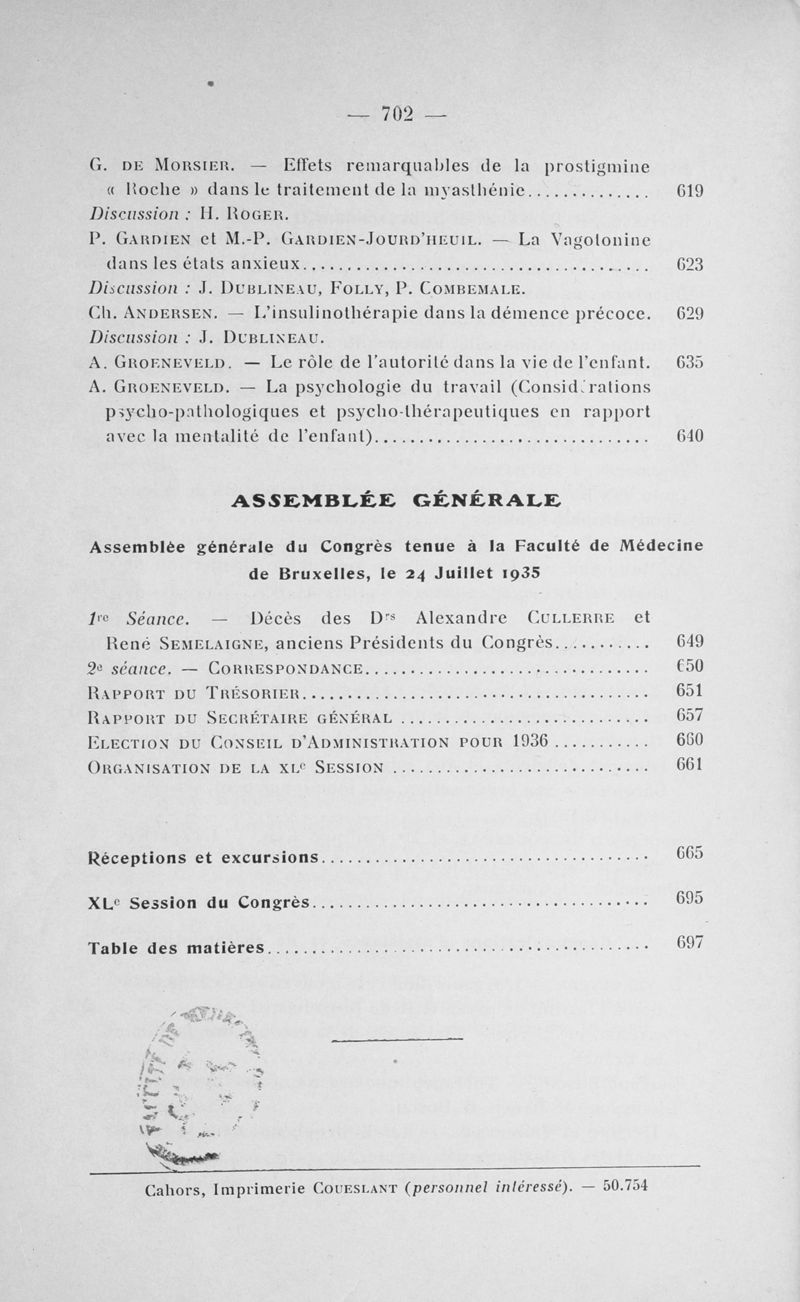 — 702 —
G. DE MORSIER. — Effets remarquables de la prostigmine
« Roche » dans le traitement de la myasthénie.............. 619
Discussion : H. ROGER.
P. GARDIEN et M.-P. GARDIEN-JOURD'HEUIL. — La Vagotonine
dans les états anxieux....................................... 623
Discussion : J. DUBLINEAU, FOLLY, P. COMBEMALE.
Ch. ANDERSEN. — L'insulinothérapie dans la démence précoce. 629
Discussion : J. DUBLINEAU.
A. GROENEVELD. — Le rôle de l'autorité dans la vie de l'enfant. 635
A. GROENEVELD. — La psychologie du travail (Considérations
psycho-pathologiques et psycho-thérapeutiques en rapport
avec la mentalité de l'enfant)............................... 640
ASSEMBLÉE GÉNÉRALE
Assemblée générale du Congrès tenue à la Faculté de Médecine
de Bruxelles, le 24 Juillet 1935
1re Séance. — Décès des Drs Alexandre CULLERRE et
René SEMELAIGNE, anciens Présidents du Congrès........... 649
2e séance. — CORRESPONDANCE................................ 650
RAPPORT DU TRÉSORIER....................................... 651
RAPPORT DU SECRÉTAIRE GÉNÉRAL ............................ 657
ELECTION DU CONSEIL D'ADMINISTRATION POUR 1936 ........... 660
ORGANISATION DE LA XLe SESSION ............................. 661
Réceptions et excursions..................................... 665
XLe Session du Congrès...................................... 695
Table des matières........................................... 697
Cahors, Imprimerie COUESLANT (personnel intéressé). — 50.754